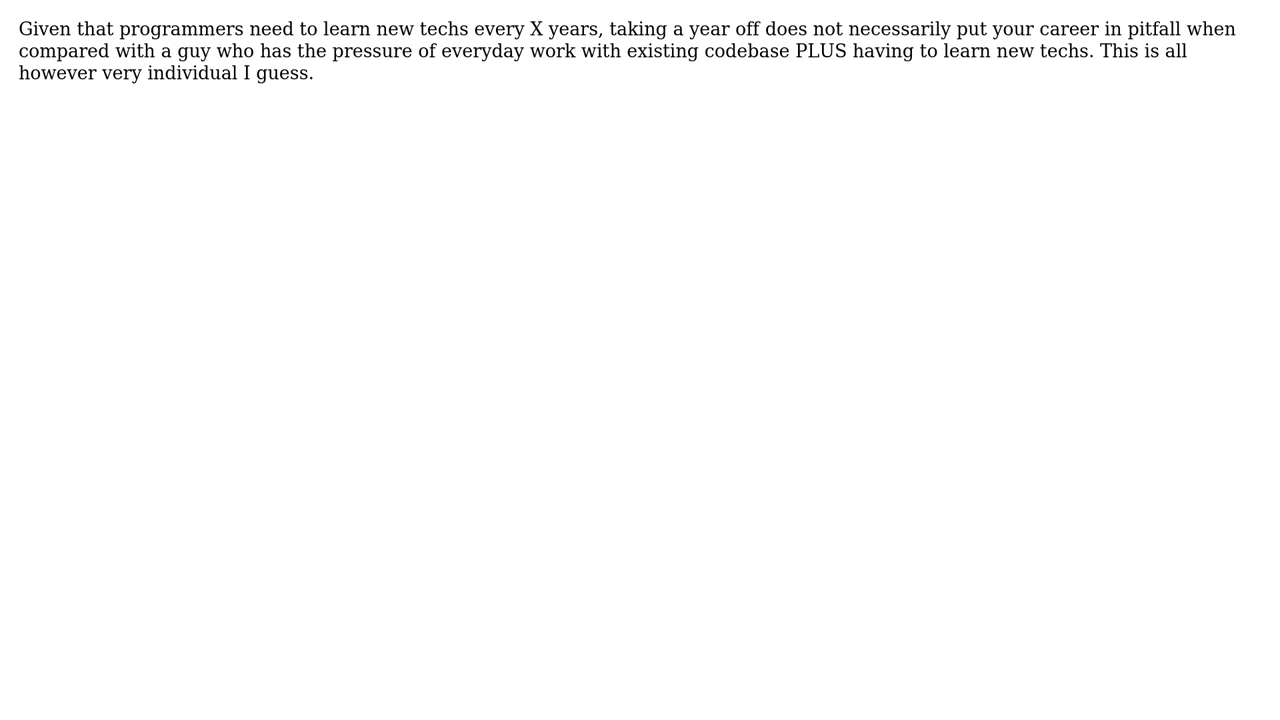 Given that programmers need to learn new techs every X years, taking a year off does not necessarily put your career in pitfall when
compared with a guy who has the pressure of everyday work with existing codebase PLUS having to learn new techs. This is all
however very individual I guess.